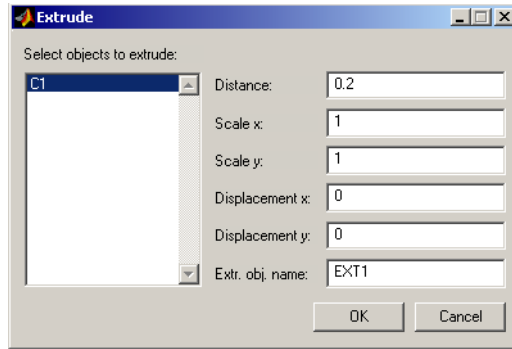 Extrude
Select objects to extrude:
C1
Distance: 0.2
Scale x: 1
Scale y: 1
Displacement x: 0
Displacement y: 0
Extr. obj. name: EXT1
OK Cancel